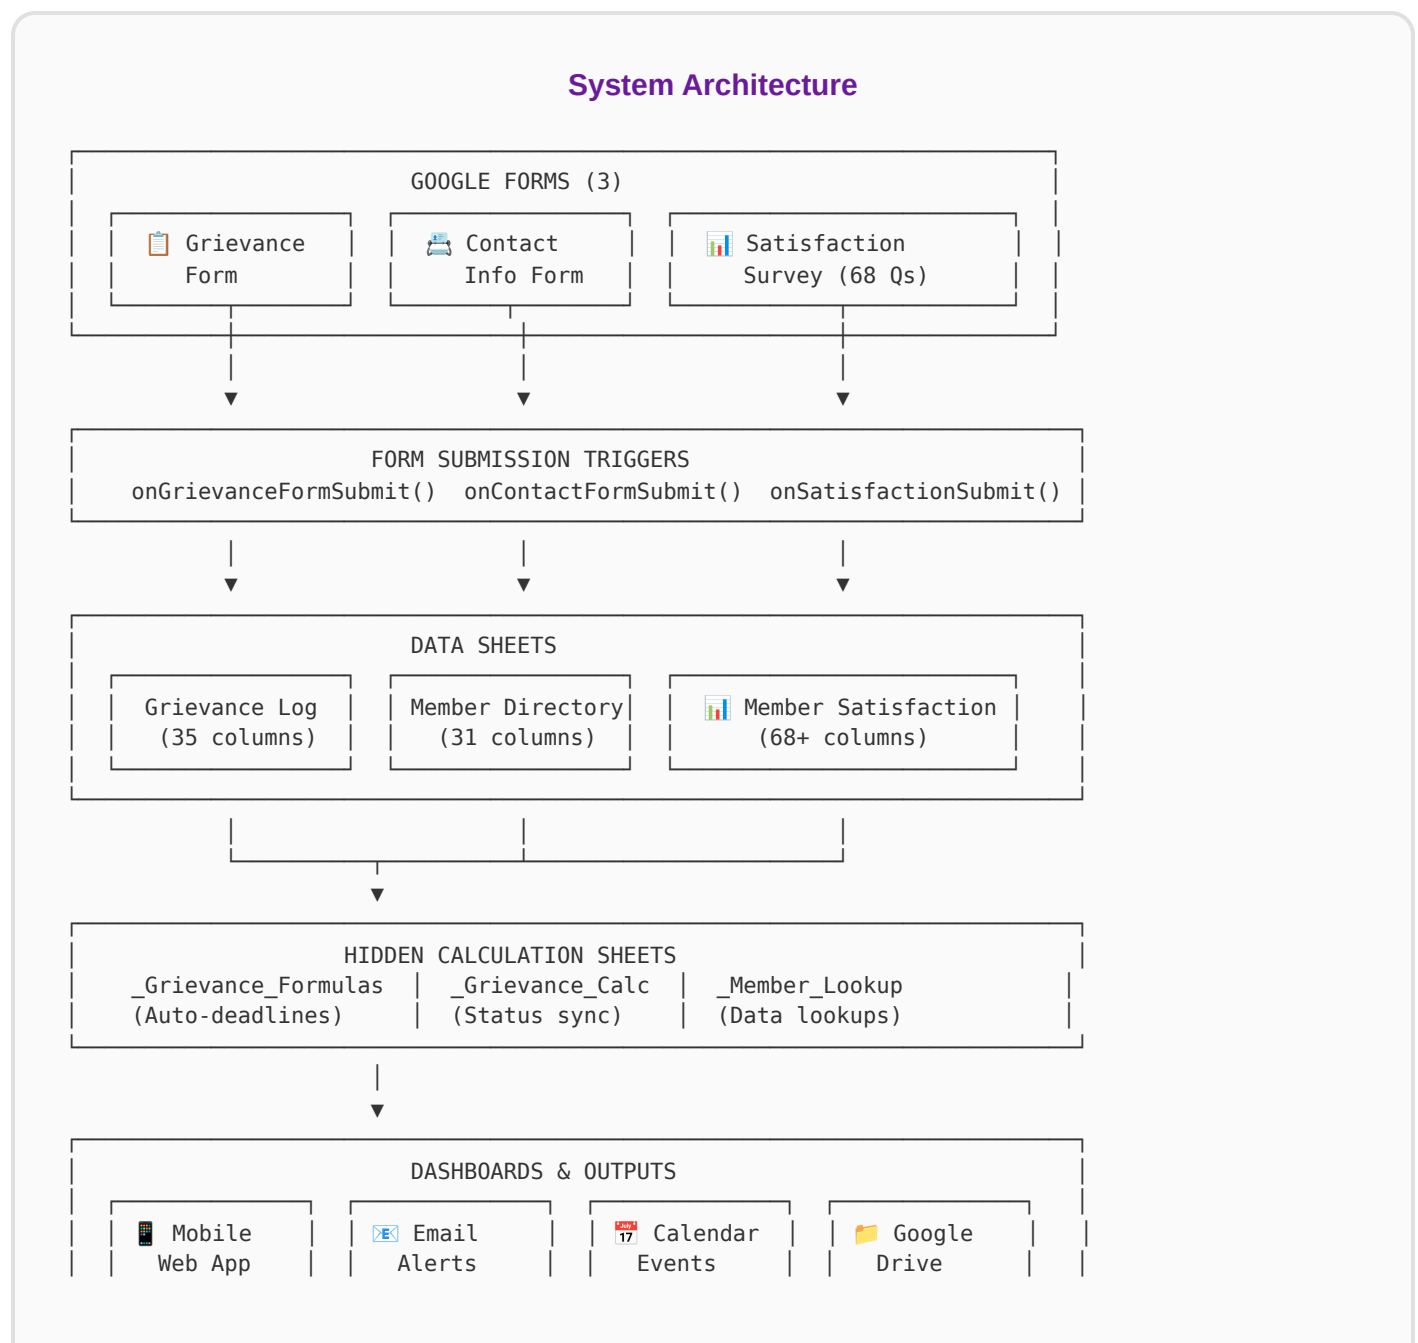 System Architecture
GOOGLE FORMS (3)
📋 Grievance 📇 Contact 📊 Satisfaction
Form Info Form Survey (68 Qs)
FORM SUBMISSION TRIGGERS
onGrievanceFormSubmit() onContactFormSubmit() onSatisfactionSubmit()
DATA SHEETS
Grievance Log Member Directory 📊 Member Satisfaction
(35 columns) (31 columns) (68+ columns)
HIDDEN CALCULATION SHEETS
_Grievance_Formulas _Grievance_Calc _Member_Lookup
(Auto-deadlines) (Status sync) (Data lookups)
DASHBOARDS & OUTPUTS
📱 Mobile 📧 Email 📅 Calendar 📁 Google
Web App Alerts Events Drive